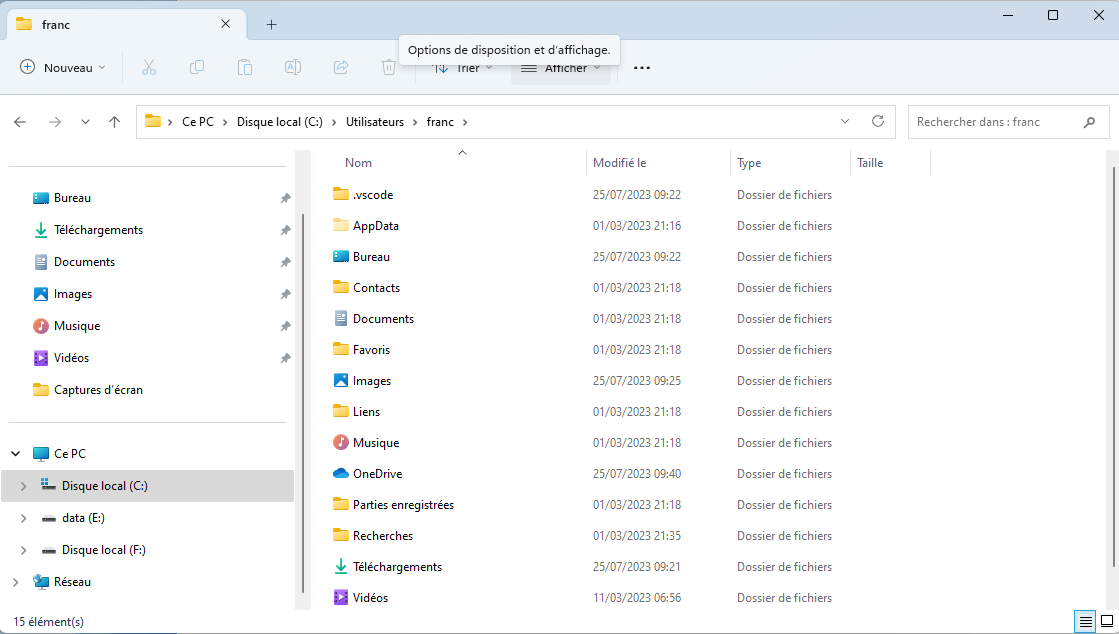 franc
Options de disposition et d'affichage.
Nouveau
Trier
Afficher
Ce PC
Disque local (C:)
Utilisateurs
franc
Rechercher dans : franc
Nom Modifié le Type Taille
Bureau
Téléchargements
Documents
Images
Musique
Vidéos
Captures d'écran
Ce PC
Disque local (C:)
data (E:)
Disque local (F:)
Réseau
.vscode 25/07/2023 09:22 Dossier de fichiers
AppData 01/03/2023 21:16 Dossier de fichiers
Bureau 25/07/2023 09:22 Dossier de fichiers
Contacts 01/03/2023 21:18 Dossier de fichiers
Documents 01/03/2023 21:18 Dossier de fichiers
Favoris 01/03/2023 21:18 Dossier de fichiers
Images 25/07/2023 09:25 Dossier de fichiers
Liens 01/03/2023 21:18 Dossier de fichiers
Musique 01/03/2023 21:18 Dossier de fichiers
OneDrive 25/07/2023 09:40 Dossier de fichiers
Parties enregistrées 01/03/2023 21:18 Dossier de fichiers
Recherches 01/03/2023 21:35 Dossier de fichiers
Téléchargements 25/07/2023 09:21 Dossier de fichiers
Vidéos 11/03/2023 06:56 Dossier de fichiers
15 élément(s)